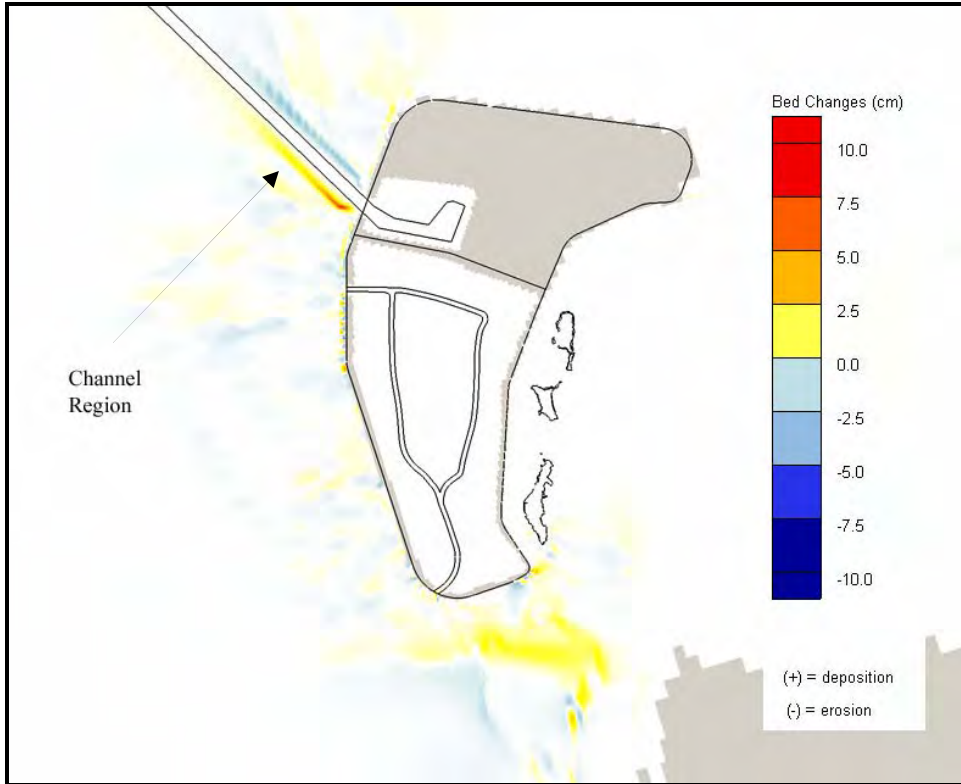 Bed Changes (cm)
10.0
7.5
5.0
2.5
0.0
-2.5
-5.0
-7.5
-10.0
Channel
Region
(+) = deposition
(-) = erosion